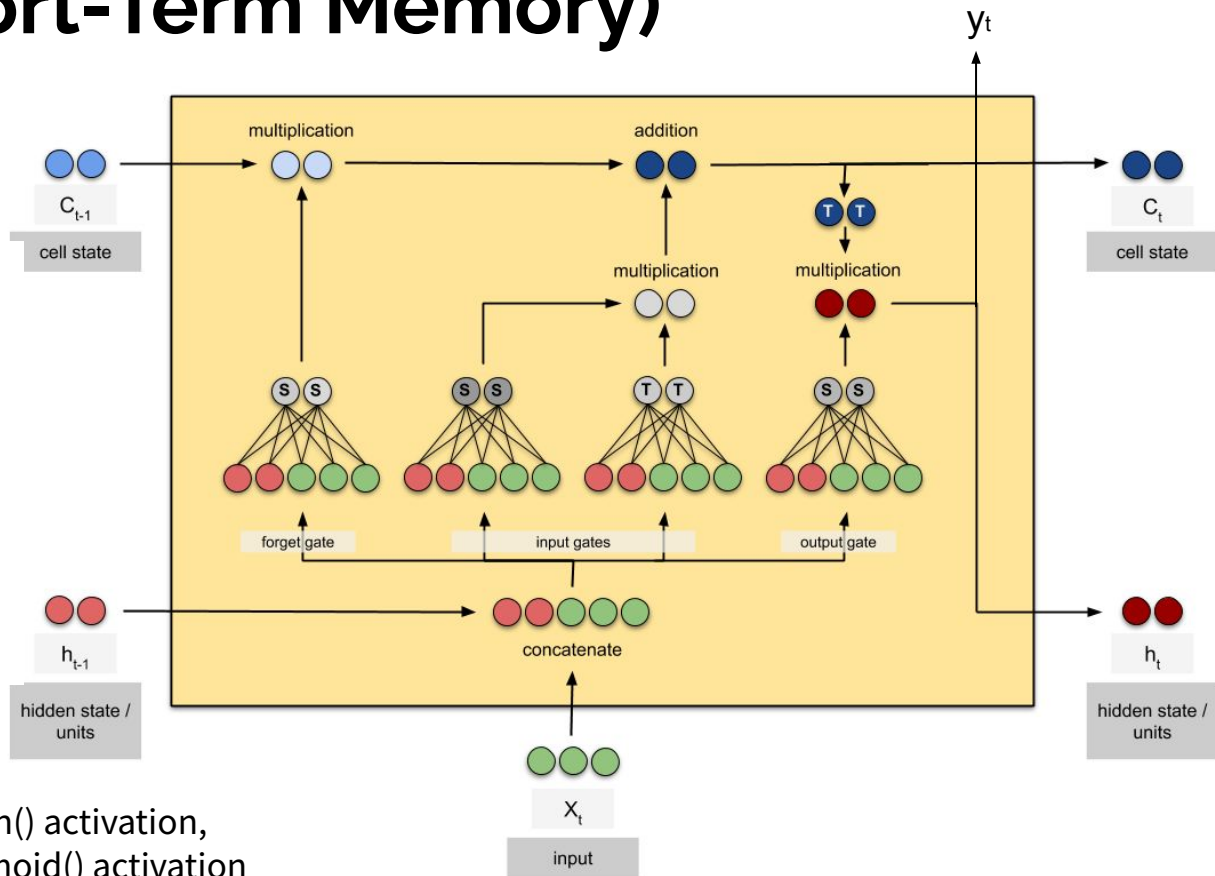 ort-Term Memory)
yt
multiplication
addition
Ct-1
cell state
T T
Ct
cell state
multiplication
multiplication
S S
S S
T T
S S
forget gate
input gates
output gate
concatenate
ht-1
hidden state /
units
ht
hidden state /
units
Xt
input
n() activation,
noid() activation